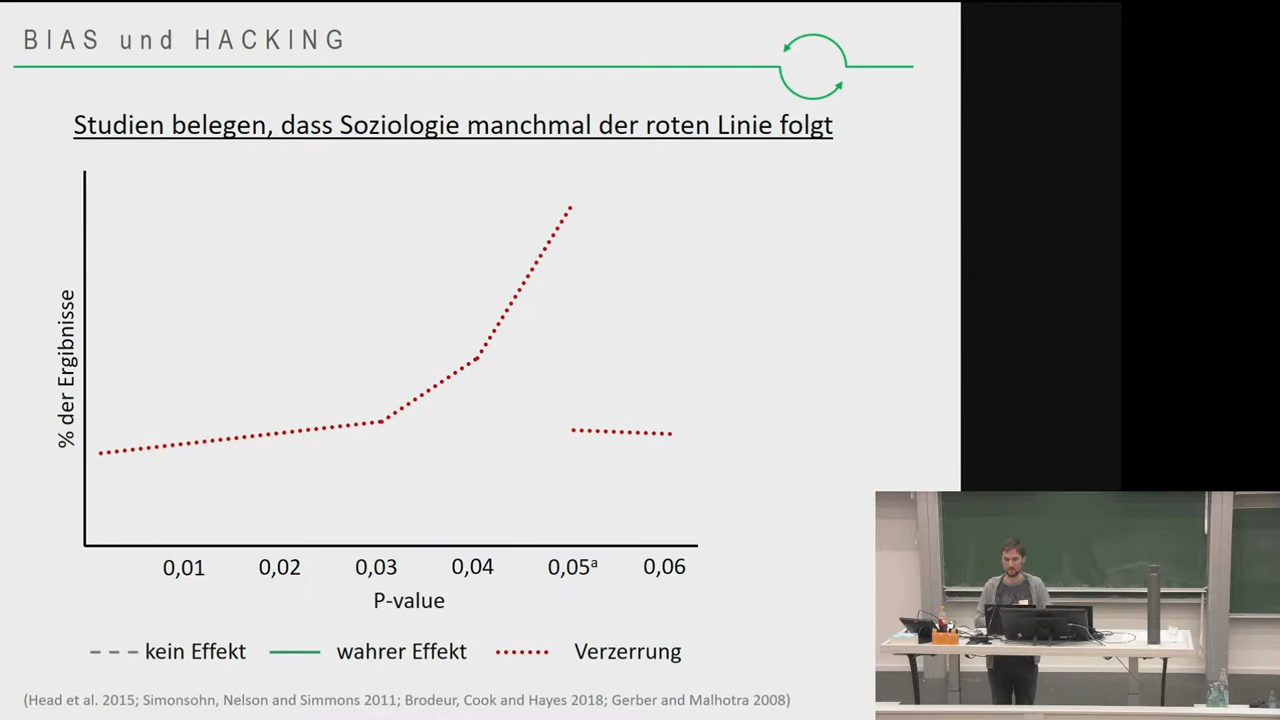 BIAS und HACKING
Studien belegen, dass Soziologie manchmal der roten Linie folgt
% der Ergibnisse
0,01 0,02 0,03 0,04 0,05ᵃ 0,06
P-value
kein Effekt wahrer Effekt Verzerrung
(Head et al. 2015; Simonsohn, Nelson and Simmons 2011; Brodeur, Cook and Hayes 2018; Gerber and Malhotra 2008)